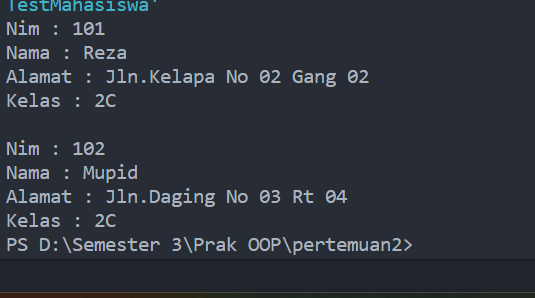 TestMahasiswa'
Nim : 101
Nama : Reza
Alamat : Jln.Kelapa No 02 Gang 02
Kelas : 2C
Nim : 102
Nama : Mupid
Alamat : Jln.Daging No 03 Rt 04
Kelas : 2C
PS D:\Semester 3\Prak OOP\pertemuan2>